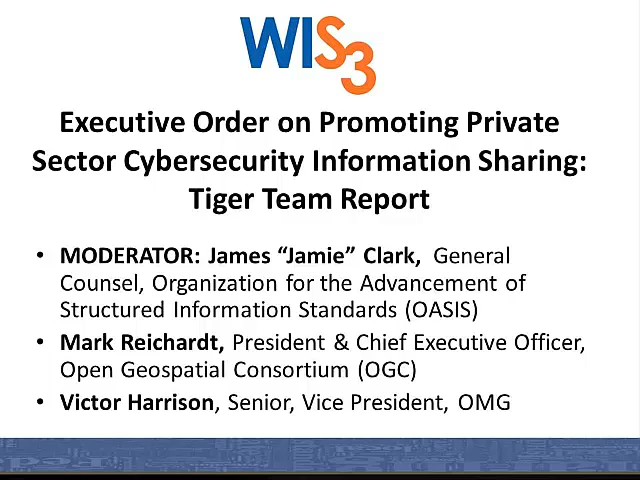 WIS3
Executive Order on Promoting Private
Sector Cybersecurity Information Sharing:
Tiger Team Report
• MODERATOR: James “Jamie” Clark, General
Counsel, Organization for the Advancement of
Structured Information Standards (OASIS)
• Mark Reichardt, President & Chief Executive Officer,
Open Geospatial Consortium (OGC)
• Victor Harrison, Senior, Vice President, OMG